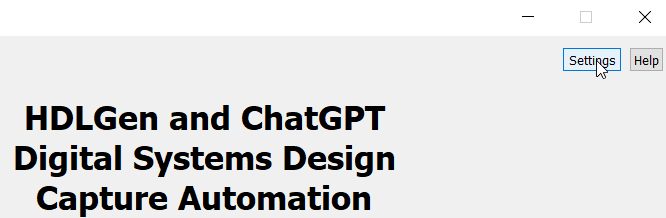 Settings Help
HDLGen and ChatGPT
Digital Systems Design
Capture Automation